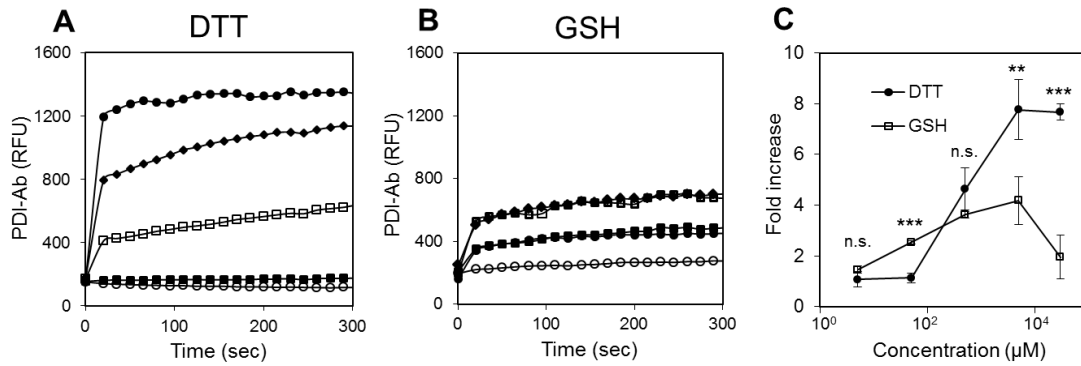 A
DTT
PDI-Ab (RFU)
1600
1200
800
400
0
0
100
200
300
Time (sec)
B
GSH
PDI-Ab (RFU)
1600
1200
800
400
0
0
100
200
300
Time (sec)
C
Fold increase
10
8
6
4
2
0
DTT
GSH
n.s.
***
n.s.
**
***
10⁰
10²
10⁴
Concentration (µM)